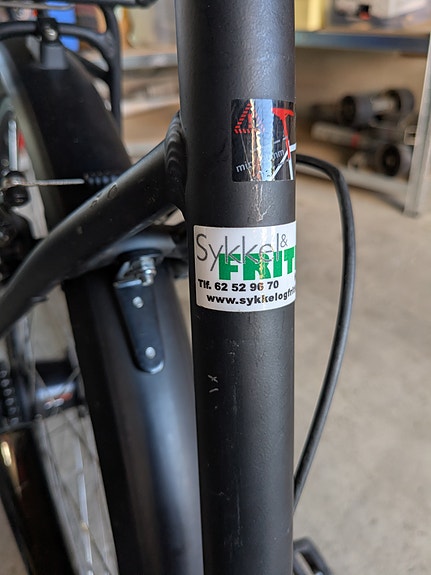 Sykkel&
FRIT
Tlf. 62 52 96 70
www.sykkelogfri